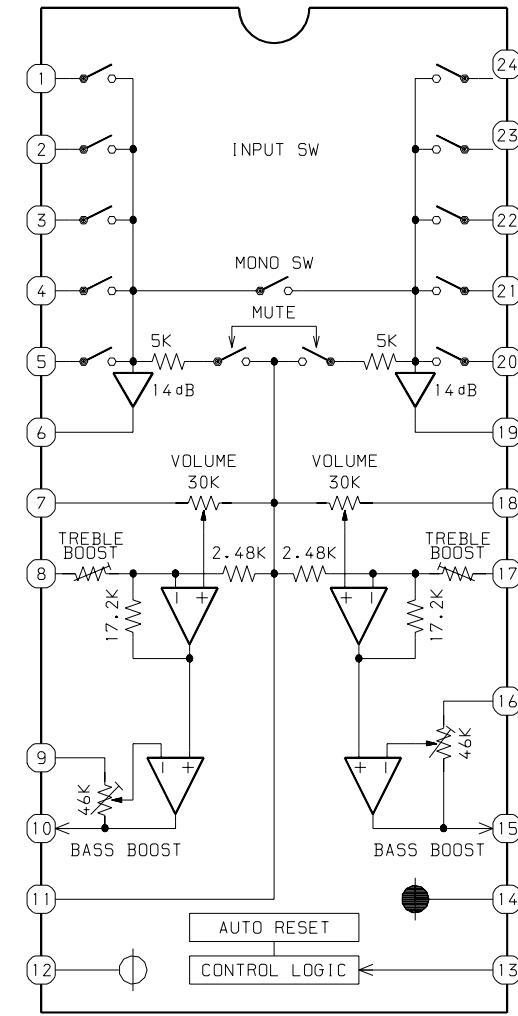 1
24
2
INPUT SW
23
3
22
MONO SW
4
21
MUTE
5K
5K
5
20
14dB
14dB
6
19
VOLUME
VOLUME
30K
30K
7
18
TREBLE
BOOST
2.48K
2.48K
TREBLE
BOOST
8
17
17.2K
17.2K
− +
+ −
16
46K
9
− +
+ −
46K
10
15
BASS BOOST
BASS BOOST
11
14
AUTO RESET
12
CONTROL LOGIC
13